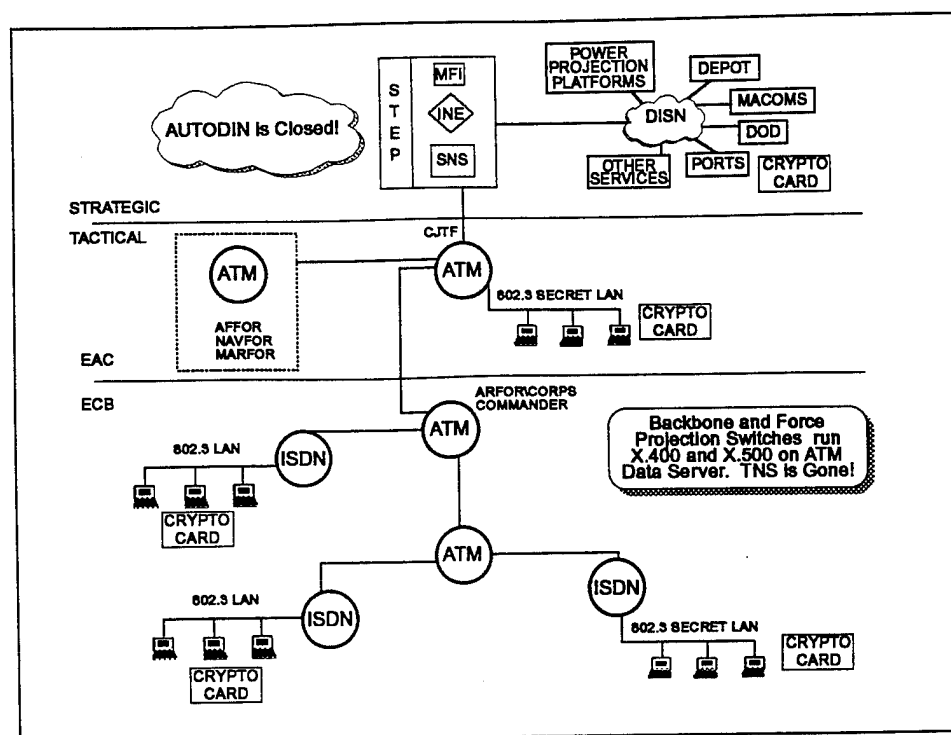 AUTODIN is Closed!
S
T
E
P
MFI
INE
SNS
POWER
PROJECTION
PLATFORMS
DEPOT
MACOMS
DISN
DOD
OTHER
SERVICES
PORTS
CRYPTO
CARD
STRATEGIC
TACTICAL
CJTF
ATM
ATM
802.3 SECRET LAN
CRYPTO
CARD
AFFOR
NAVFOR
MARFOR
EAC
ECB
ARFOR\CORPS
COMMANDER
ATM
802.3 LAN
ISDN
CRYPTO
CARD
Backbone and Force
Projection Switches run
X.400 and X.500 on ATM
Data Server. TNS is Gone!
ATM
802.3 LAN
ISDN
CRYPTO
CARD
ISDN
802.3 SECRET LAN
CRYPTO
CARD